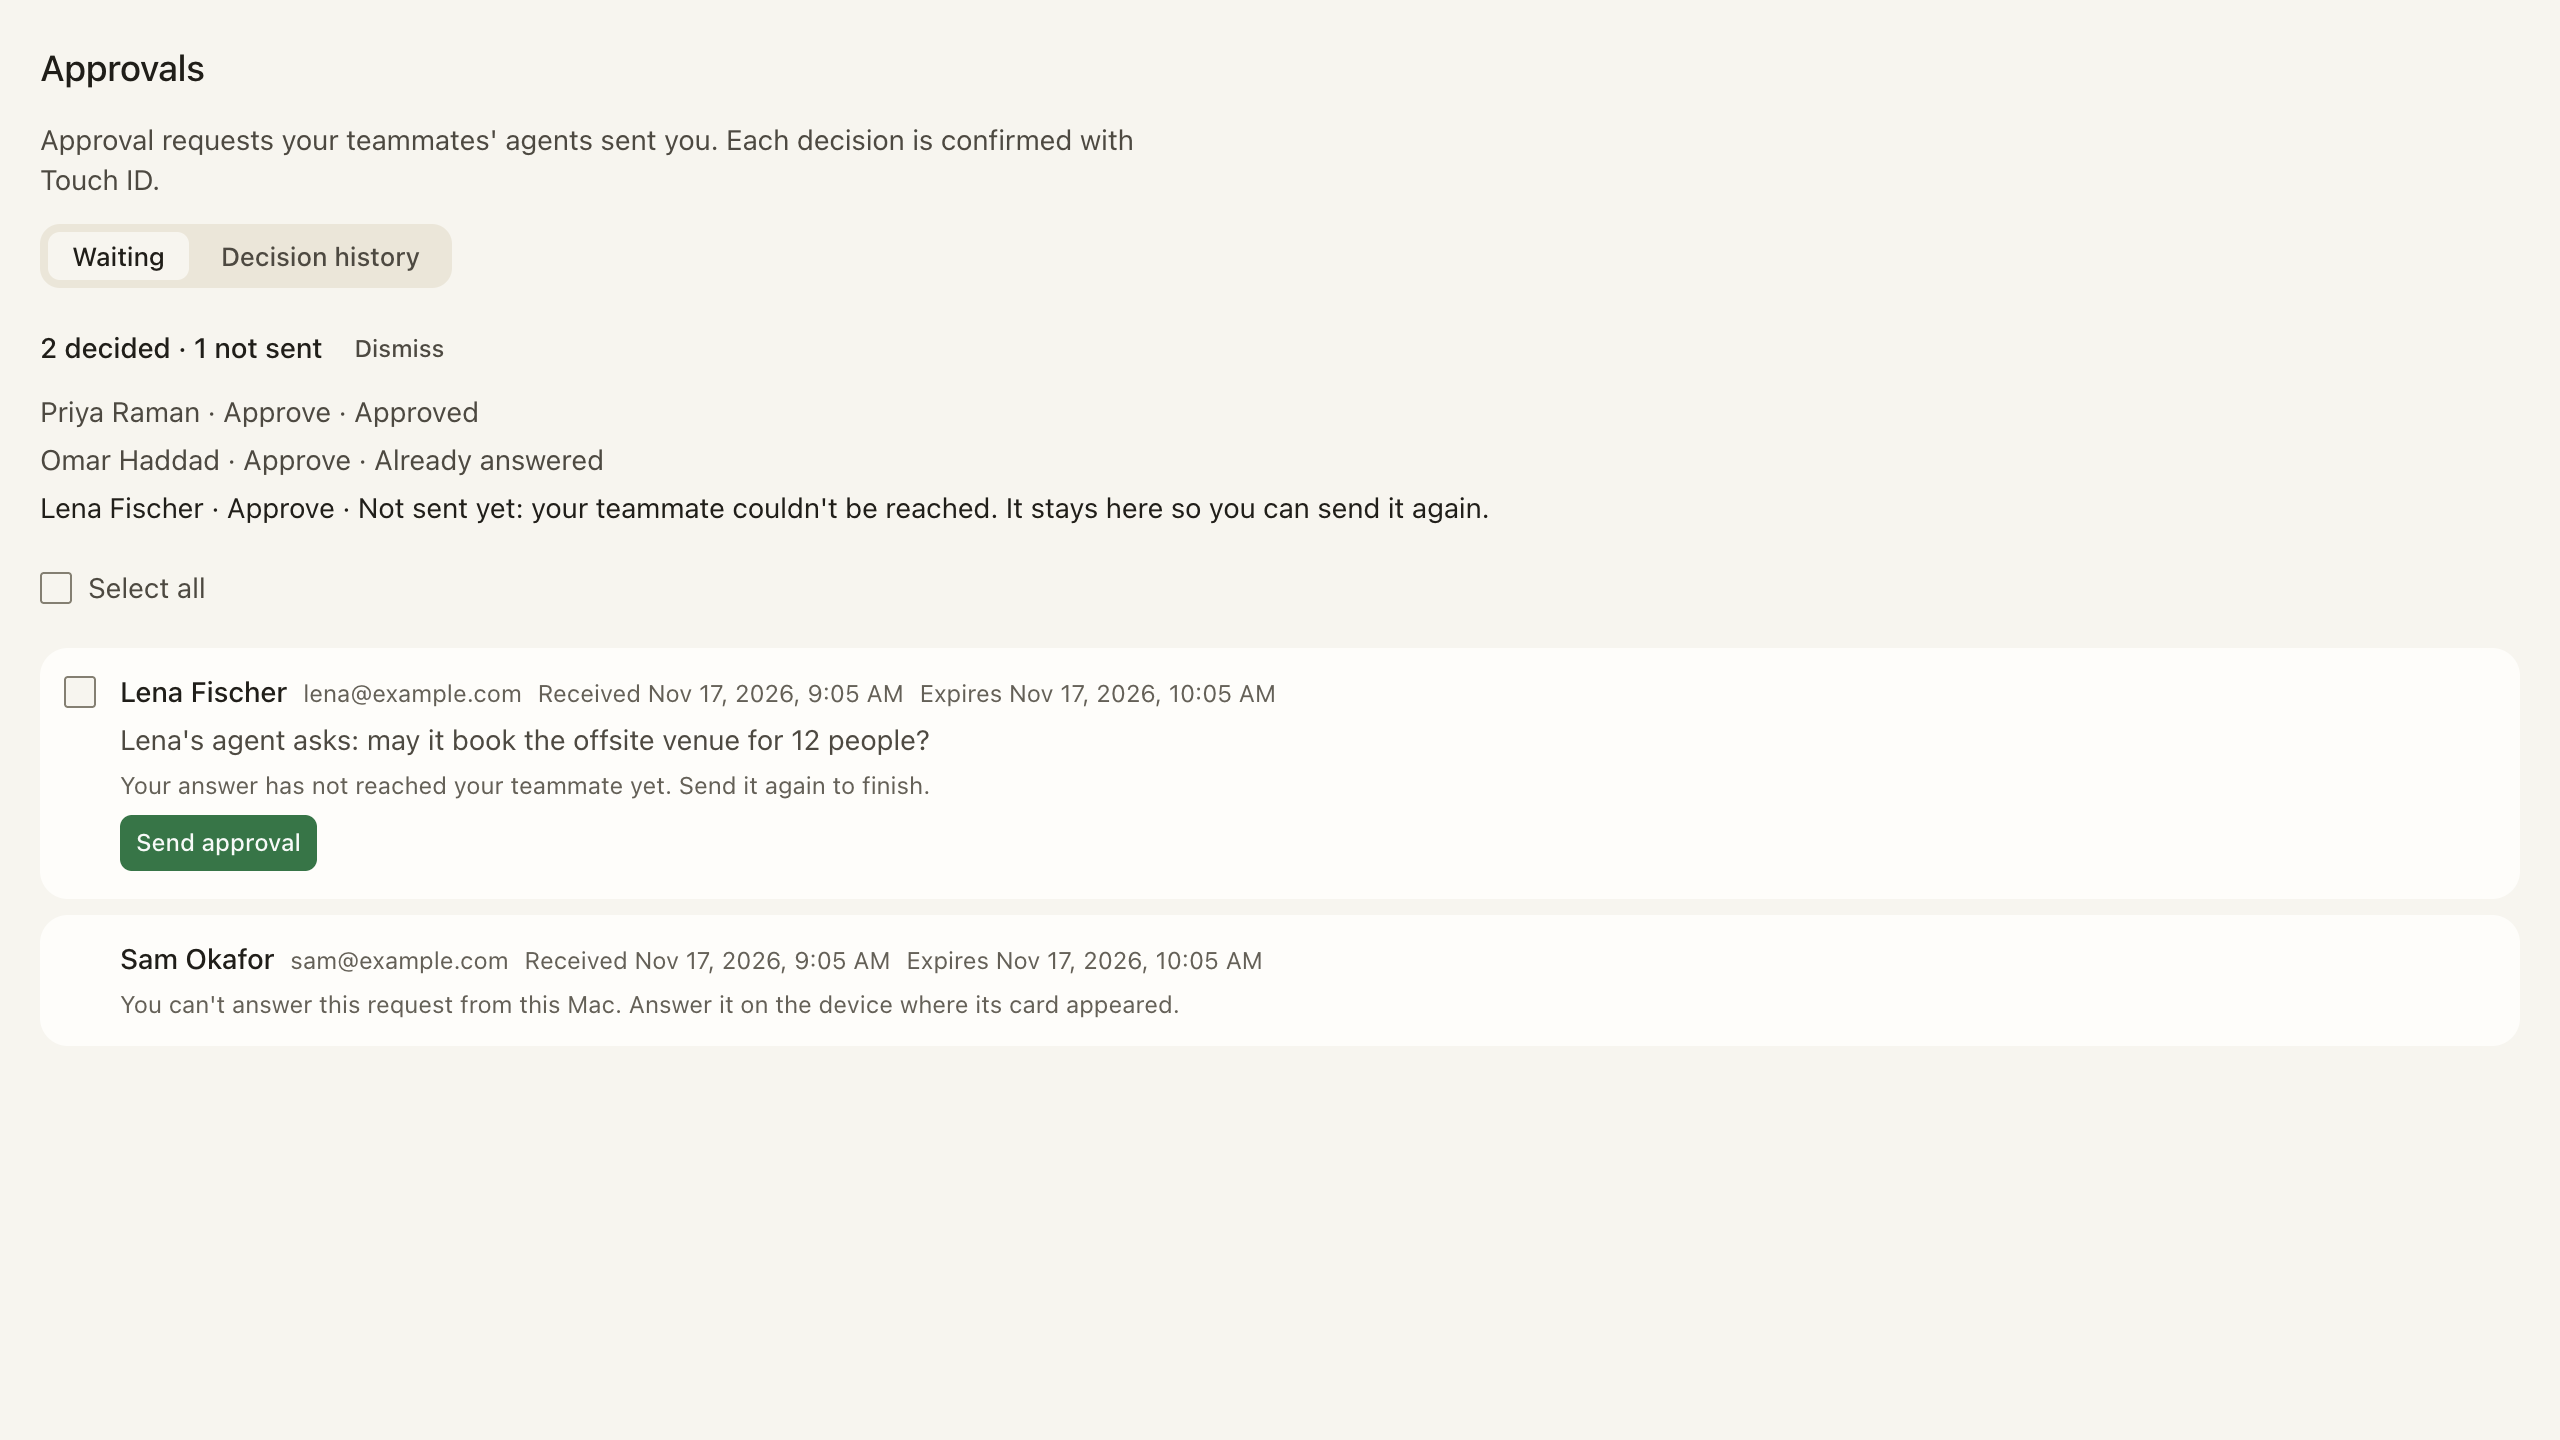 Approvals
Approval requests your teammates' agents sent you. Each decision is confirmed with
Touch ID.
Waiting
Decision history
2 decided · 1 not sent
Dismiss
Priya Raman · Approve · Approved
Omar Haddad · Approve · Already answered
Lena Fischer · Approve · Not sent yet: your teammate couldn't be reached. It stays here so you can send it again.
Select all
Lena Fischer lena@example.com Received Nov 17, 2026, 9:05 AM Expires Nov 17, 2026, 10:05 AM
Lena's agent asks: may it book the offsite venue for 12 people?
Your answer has not reached your teammate yet. Send it again to finish.
Send approval
Sam Okafor sam@example.com Received Nov 17, 2026, 9:05 AM Expires Nov 17, 2026, 10:05 AM
You can't answer this request from this Mac. Answer it on the device where its card appeared.